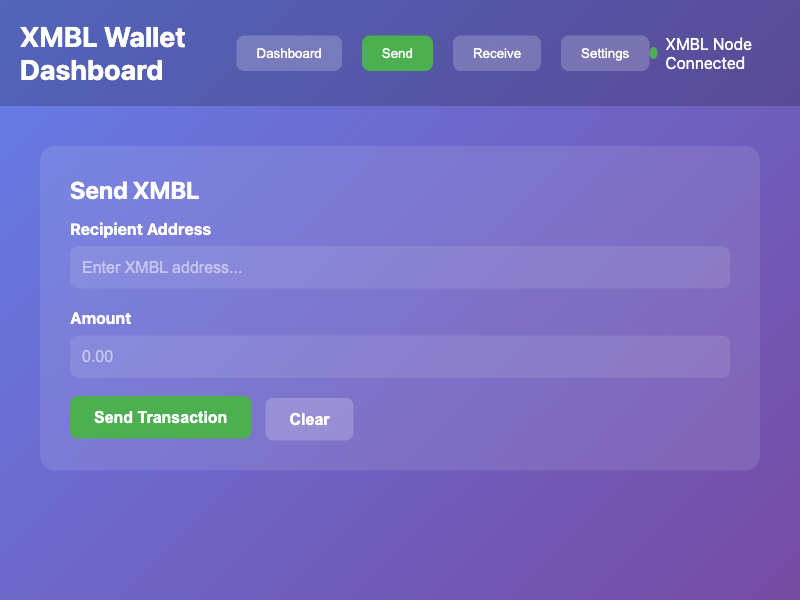 XMBL Wallet
Dashboard
Dashboard
Send
Receive
Settings
XMBL Node
Connected
Send XMBL
Recipient Address
Enter XMBL address...
Amount
0.00
Send Transaction
Clear